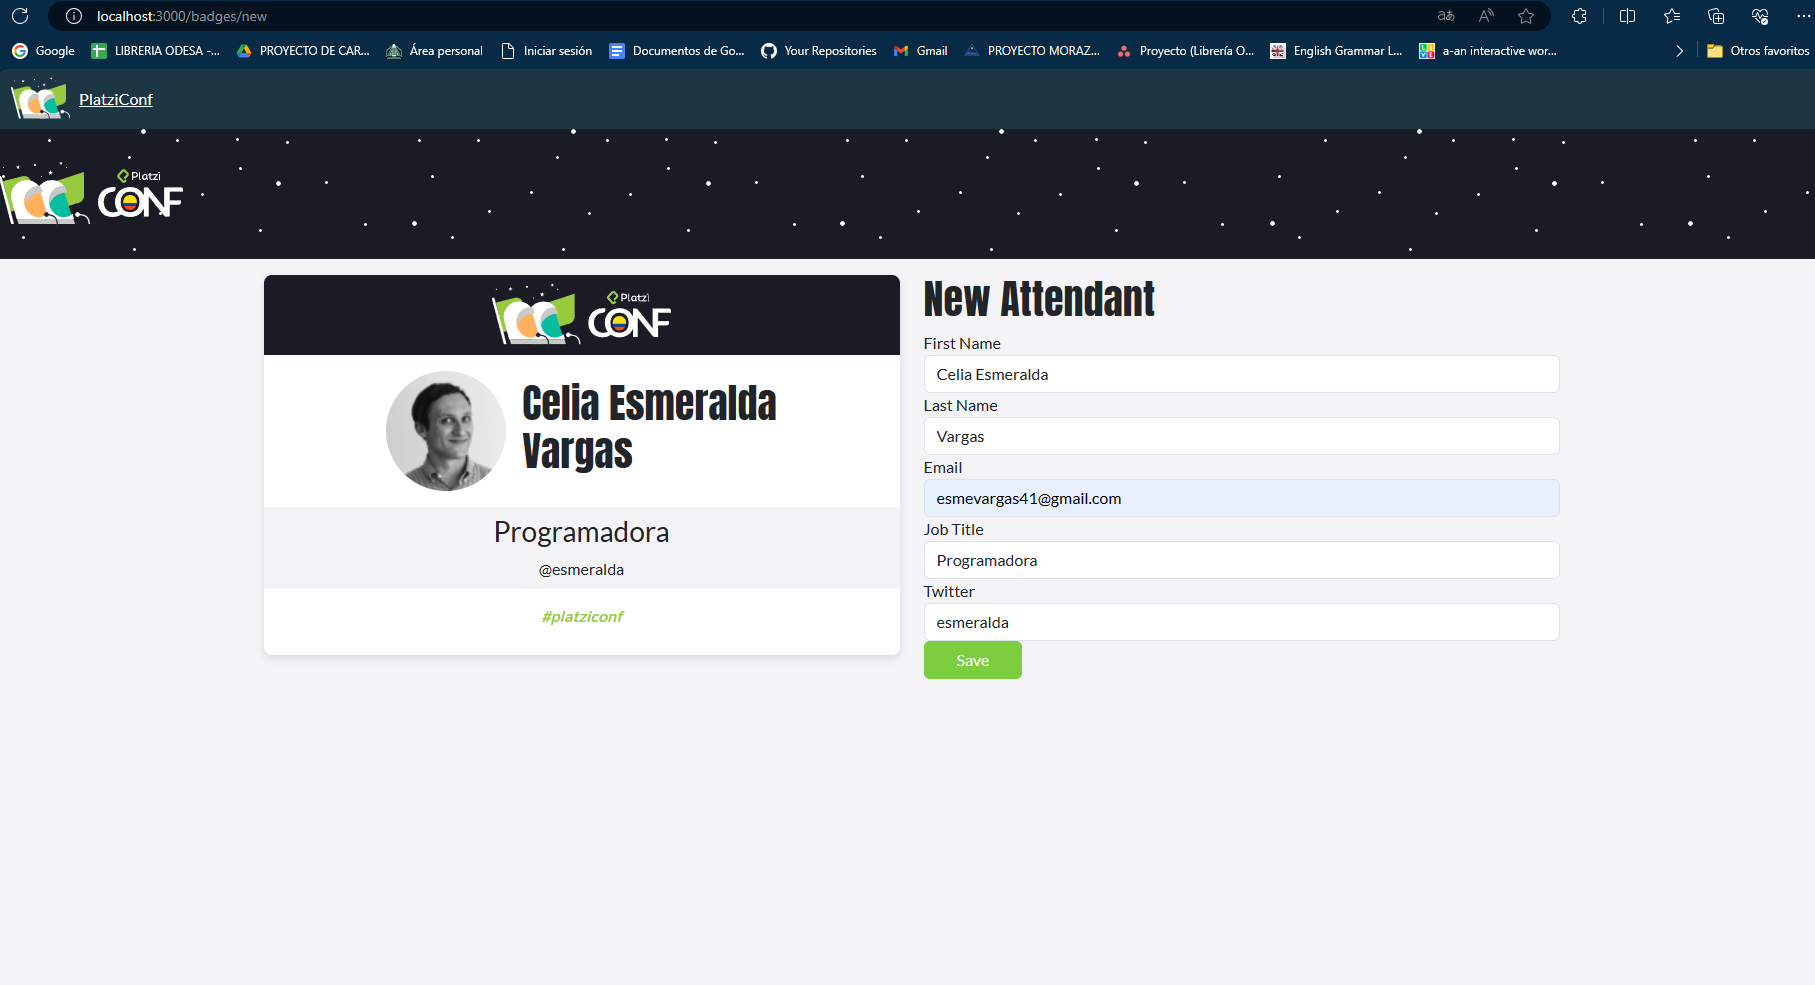 localhost:3000/badges/new
Google LIBRERIA ODESA -... PROYECTO DE CAR... Área personal Iniciar sesión Documentos de Go... Your Repositories Gmail PROYECTO MORAZ... Proyecto (Librería O... English Grammar L... a-an interactive wor... Otros favoritos
PlatziConf
Platzi
CONF
Platzi
CONF
Celia Esmeralda
Vargas
Programadora
@esmeralda
#platziconf
New Attendant
First Name
Celia Esmeralda
Last Name
Vargas
Email
esmevargas41@gmail.com
Job Title
Programadora
Twitter
esmeralda
Save